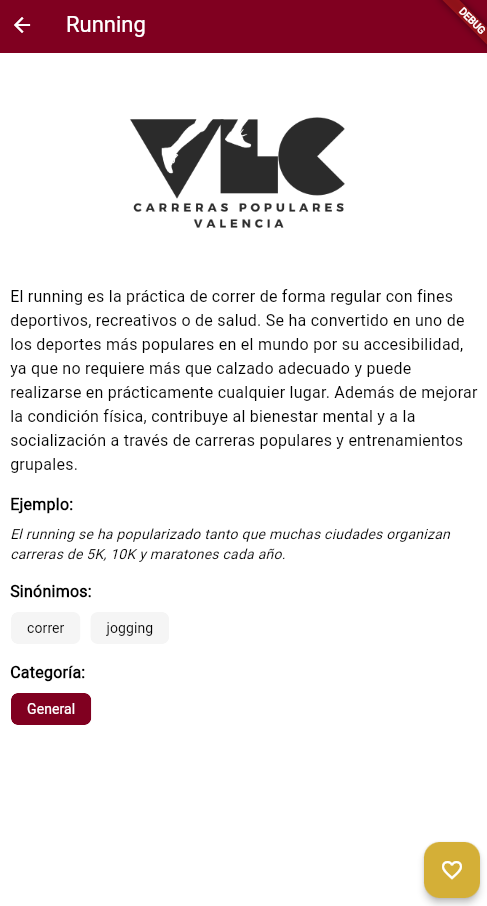 Running
DEBUG
VLC
CARRERAS POPULARES
VALENCIA
El running es la práctica de correr de forma regular con fines
deportivos, recreativos o de salud. Se ha convertido en uno de
los deportes más populares en el mundo por su accesibilidad,
ya que no requiere más que calzado adecuado y puede
realizarse en prácticamente cualquier lugar. Además de mejorar
la condición física, contribuye al bienestar mental y a la
socialización a través de carreras populares y entrenamientos
grupales.
Ejemplo:
El running se ha popularizado tanto que muchas ciudades organizan
carreras de 5K, 10K y maratones cada año.
Sinónimos:
correr jogging
Categoría:
General